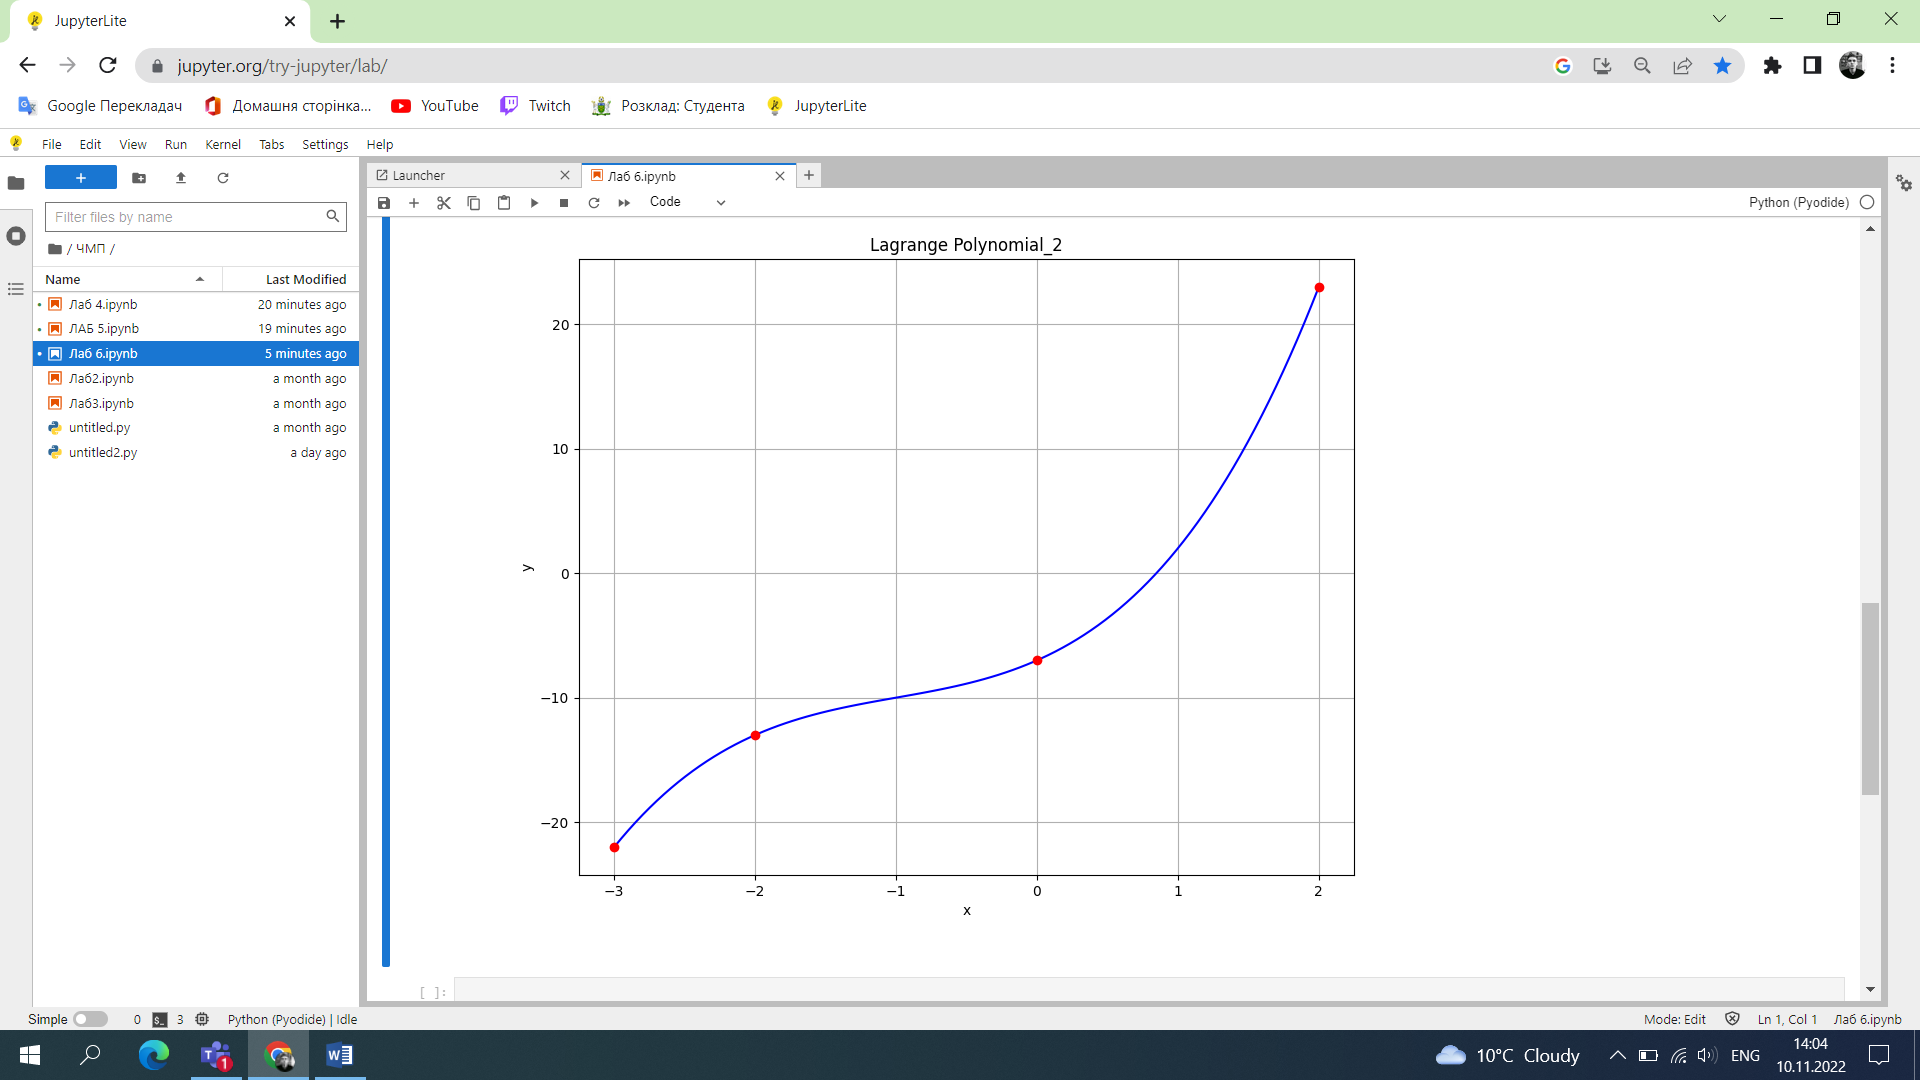 JupyterLite
jupyter.org/try-jupyter/lab/
Google Перекладач Домашня сторінка... YouTube Twitch Розклад: Студента JupyterLite
File Edit View Run Kernel Tabs Settings Help
Launcher Лаб 6.ipynb
Code Python (Pyodide)
Filter files by name
/ ЧМП /
Name Last Modified
Лаб 4.ipynb 20 minutes ago
ЛАБ 5.ipynb 19 minutes ago
Лаб 6.ipynb 5 minutes ago
Лаб2.ipynb a month ago
Лаб3.ipynb a month ago
untitled.py a month ago
untitled2.py a day ago
Lagrange Polynomial_2
20
10
0
−10
−20
y
−3 −2 −1 0 1 2
x
[ ]:
Simple 0 3 Python (Pyodide) | Idle Mode: Edit Ln 1, Col 1 Лаб 6.ipynb
10°C Cloudy ENG 14:04
10.11.2022
1